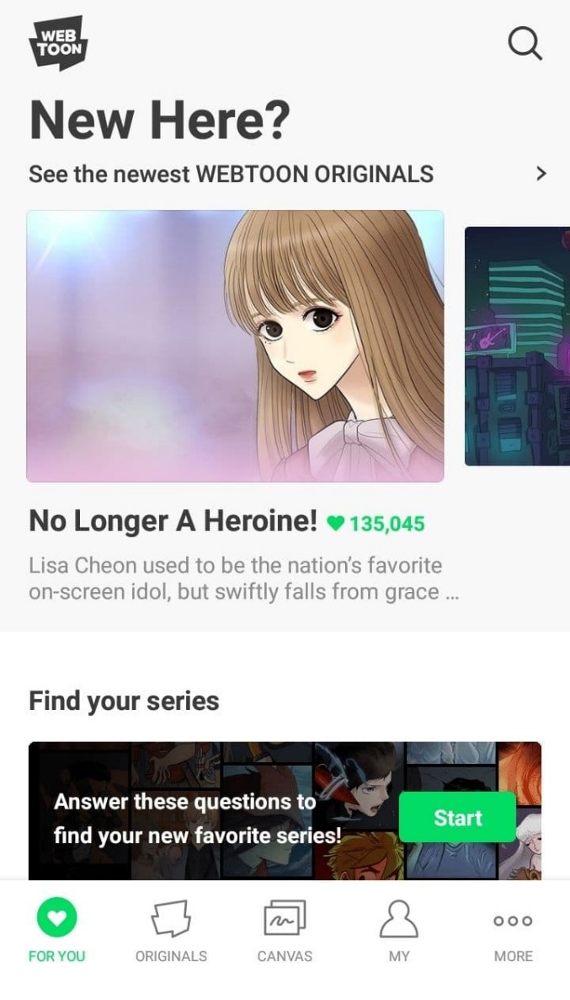 WEB
TOON
New Here?
See the newest WEBTOON ORIGINALS
No Longer A Heroine! 135,045
Lisa Cheon used to be the nation’s favorite
on-screen idol, but swiftly falls from grace ...
Find your series
Answer these questions to
find your new favorite series!
Start
FOR YOU
ORIGINALS
CANVAS
MY
MORE